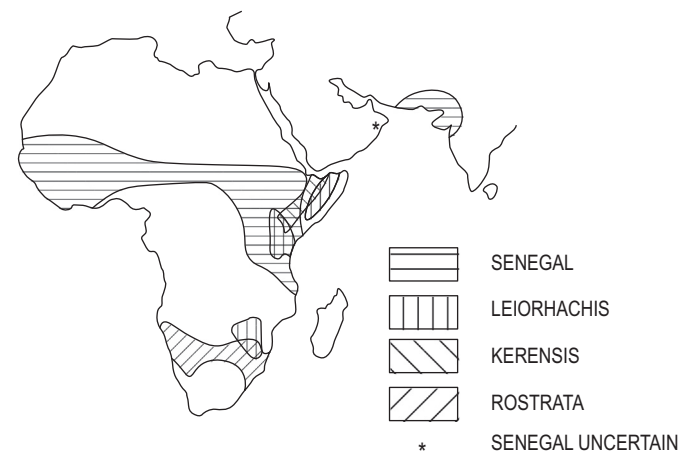 SENEGAL
LEIORHACHIS
KERENSIS
ROSTRATA
* SENEGAL UNCERTAIN